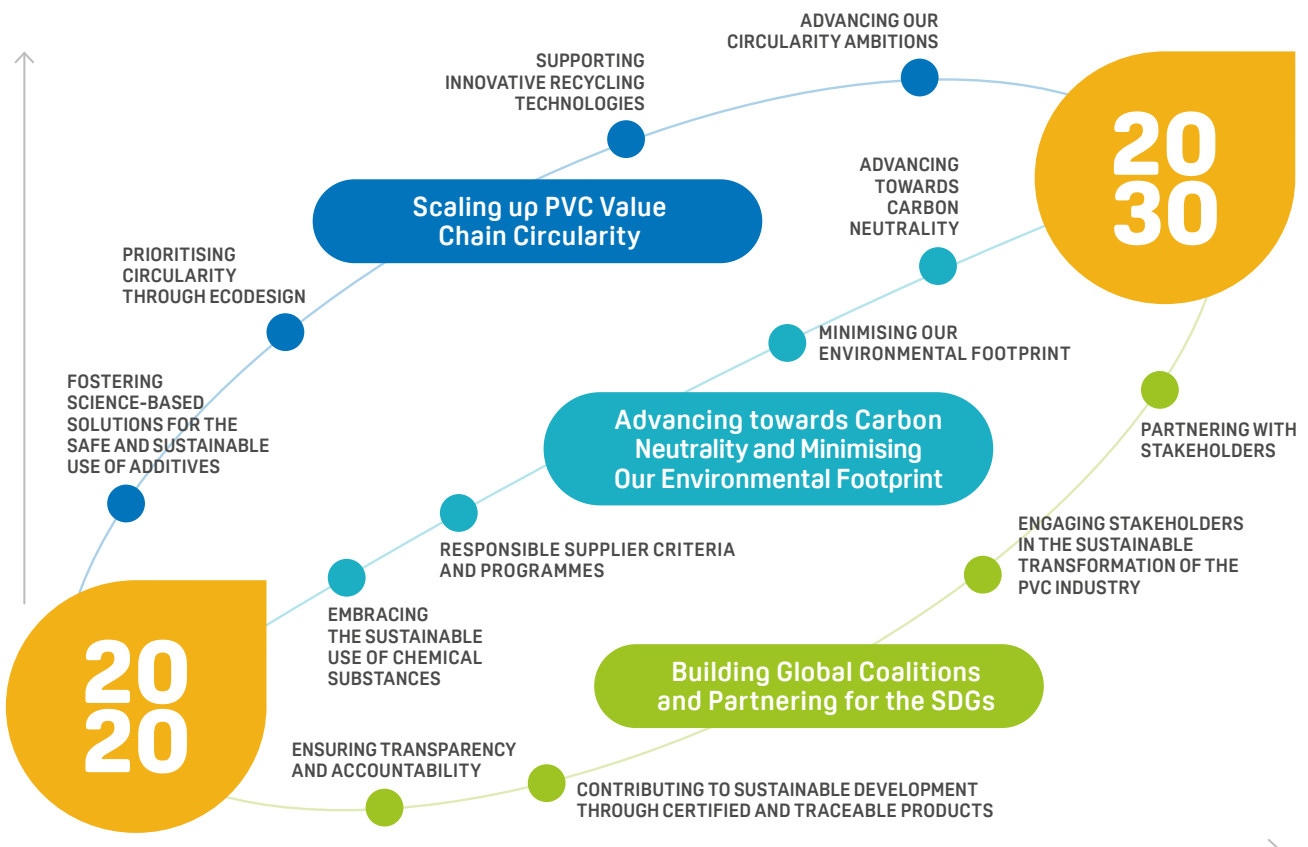 ADVANCING OUR
CIRCULARITY AMBITIONS
SUPPORTING
INNOVATIVE RECYCLING
TECHNOLOGIES
20
30
ADVANCING
TOWARDS
CARBON
NEUTRALITY
Scaling up PVC Value
Chain Circularity
PRIORITISING
CIRCULARITY
THROUGH ECODESIGN
MINIMISING OUR
ENVIRONMENTAL FOOTPRINT
FOSTERING
SCIENCE-BASED
SOLUTIONS FOR THE
SAFE AND SUSTAINABLE
USE OF ADDITIVES
Advancing towards Carbon
Neutrality and Minimising
Our Environmental Footprint
PARTNERING WITH
STAKEHOLDERS
RESPONSIBLE SUPPLIER CRITERIA
AND PROGRAMMES
ENGAGING STAKEHOLDERS
IN THE SUSTAINABLE
TRANSFORMATION OF THE
PVC INDUSTRY
EMBRACING
THE SUSTAINABLE
USE OF CHEMICAL
SUBSTANCES
20
20
Building Global Coalitions
and Partnering for the SDGs
ENSURING TRANSPARENCY
AND ACCOUNTABILITY
CONTRIBUTING TO SUSTAINABLE DEVELOPMENT
THROUGH CERTIFIED AND TRACEABLE PRODUCTS